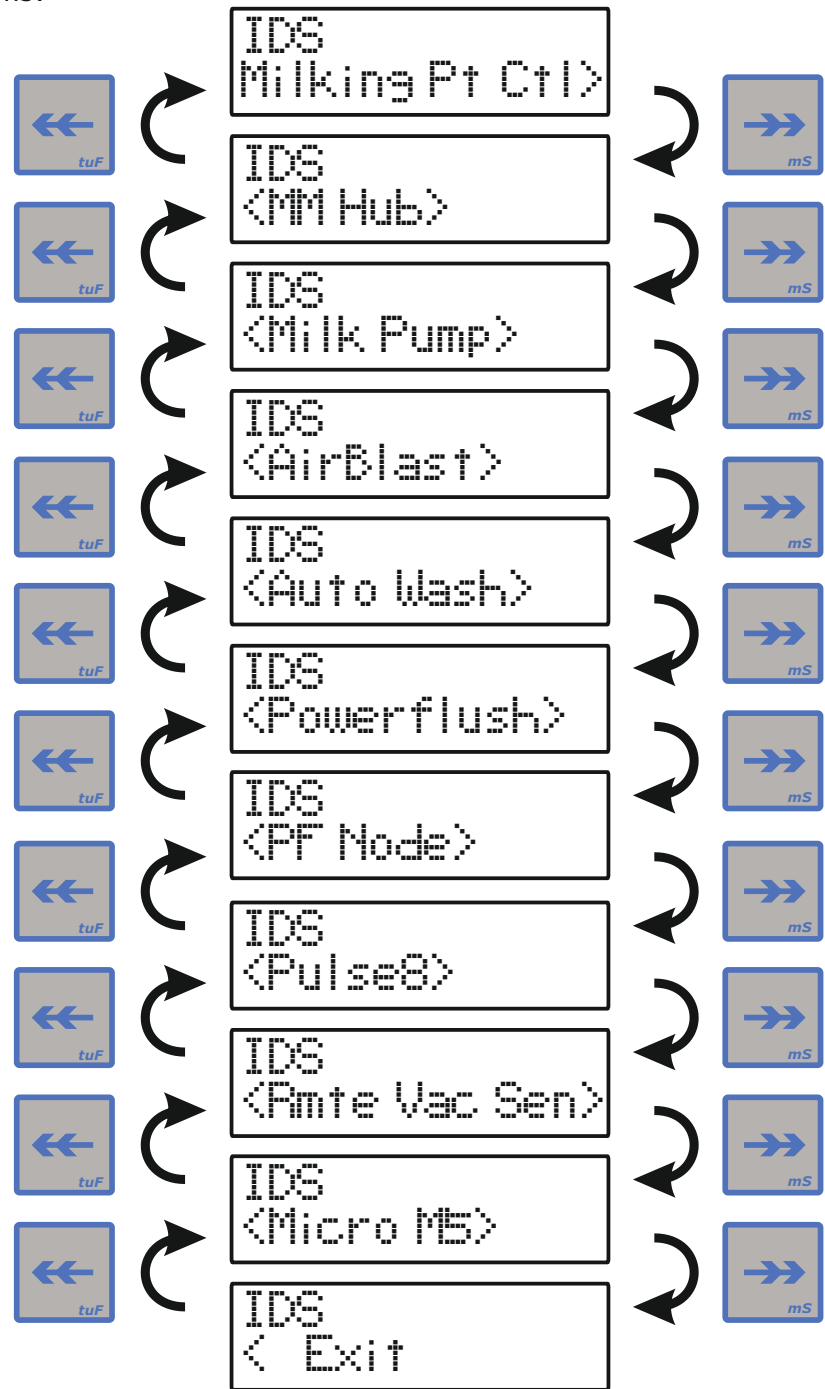 IDS
Milking Pt Ctl>
tuF
mS
IDS
<MM Hub>
tuF
mS
IDS
<Milk Pump>
tuF
mS
IDS
<AirBlast>
tuF
mS
IDS
<Auto Wash>
tuF
mS
IDS
<Powerflush>
tuF
mS
IDS
<PF Node>
tuF
mS
IDS
<Pulse8>
tuF
mS
IDS
<Rmte Vac Sen>
tuF
mS
IDS
<Micro MS>
tuF
mS
IDS
< Exit